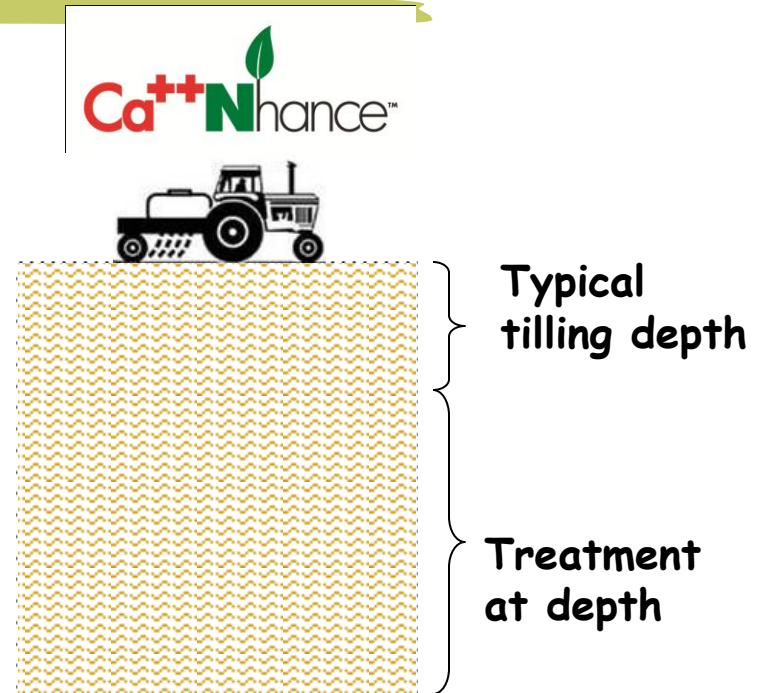 Ca⁺⁺Nhance™
Typical
tilling depth
Treatment
at depth